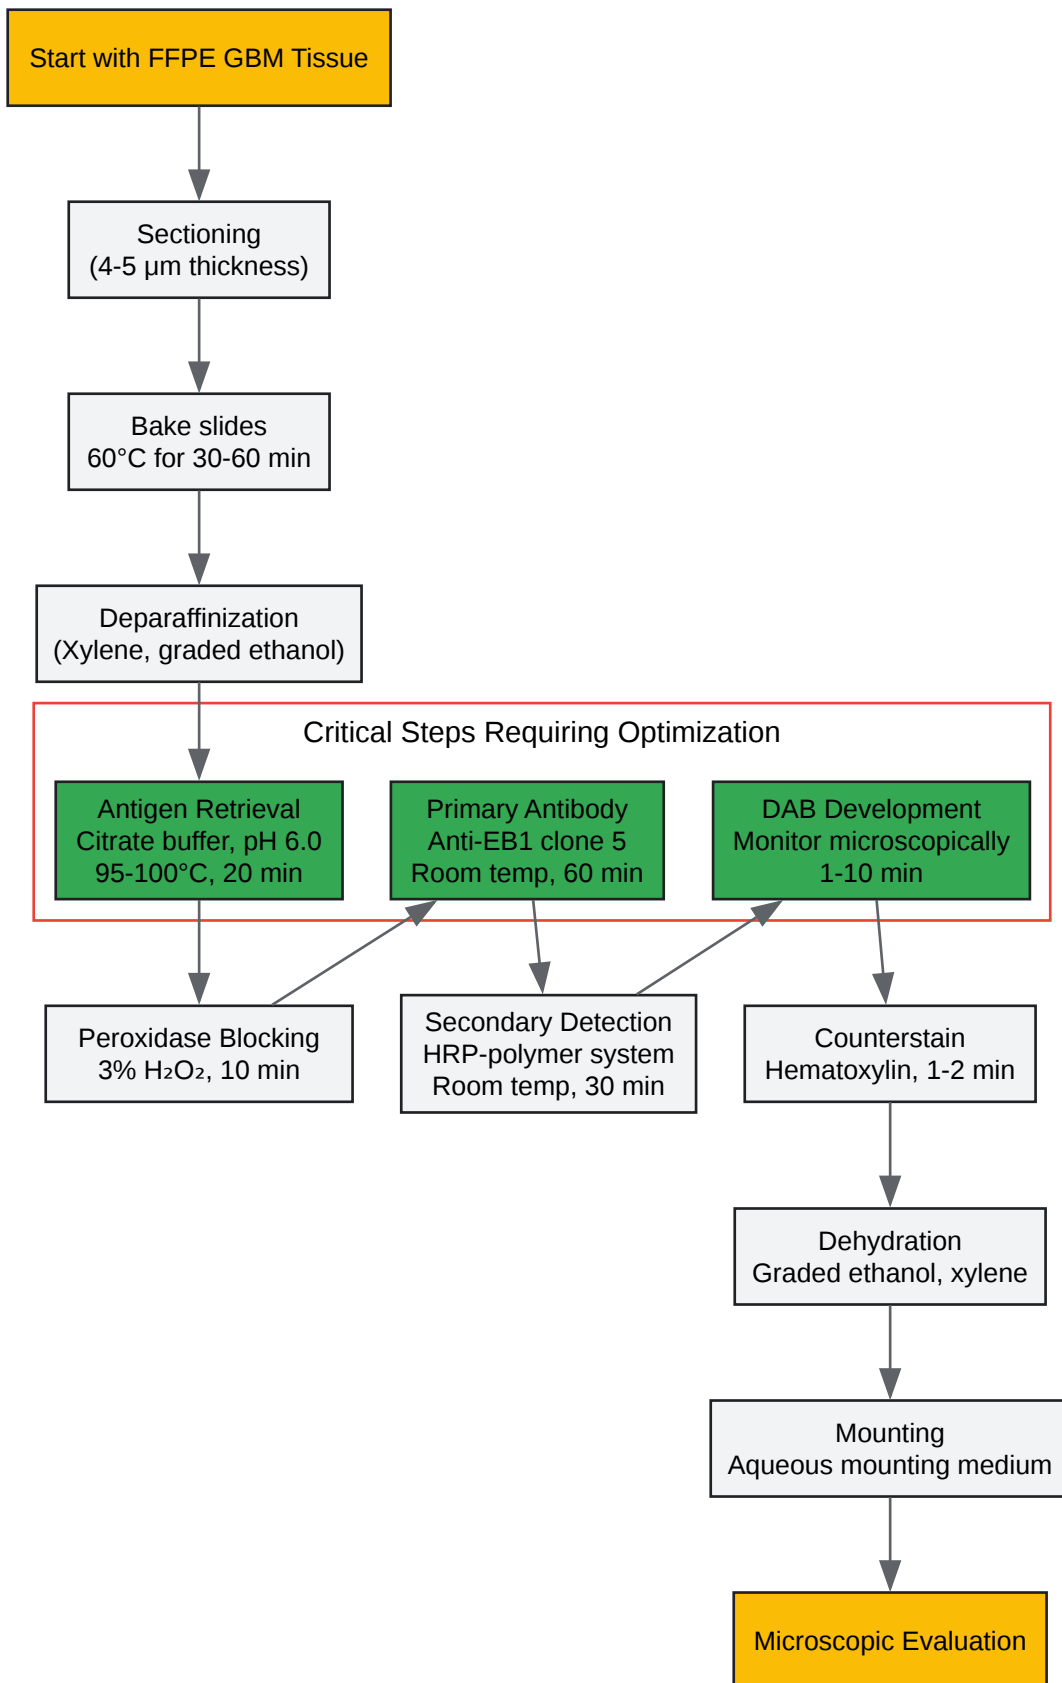 Start with FFPE GBM Tissue
Sectioning
(4-5 μm thickness)
Bake slides
60°C for 30-60 min
Deparaffinization
(Xylene, graded ethanol)
Critical Steps Requiring Optimization
Antigen Retrieval
Citrate buffer, pH 6.0
95-100°C, 20 min
Primary Antibody
Anti-EB1 clone 5
Room temp, 60 min
DAB Development
Monitor microscopically
1-10 min
Peroxidase Blocking
3% H₂O₂, 10 min
Secondary Detection
HRP-polymer system
Room temp, 30 min
Counterstain
Hematoxylin, 1-2 min
Dehydration
Graded ethanol, xylene
Mounting
Aqueous mounting medium
Microscopic Evaluation